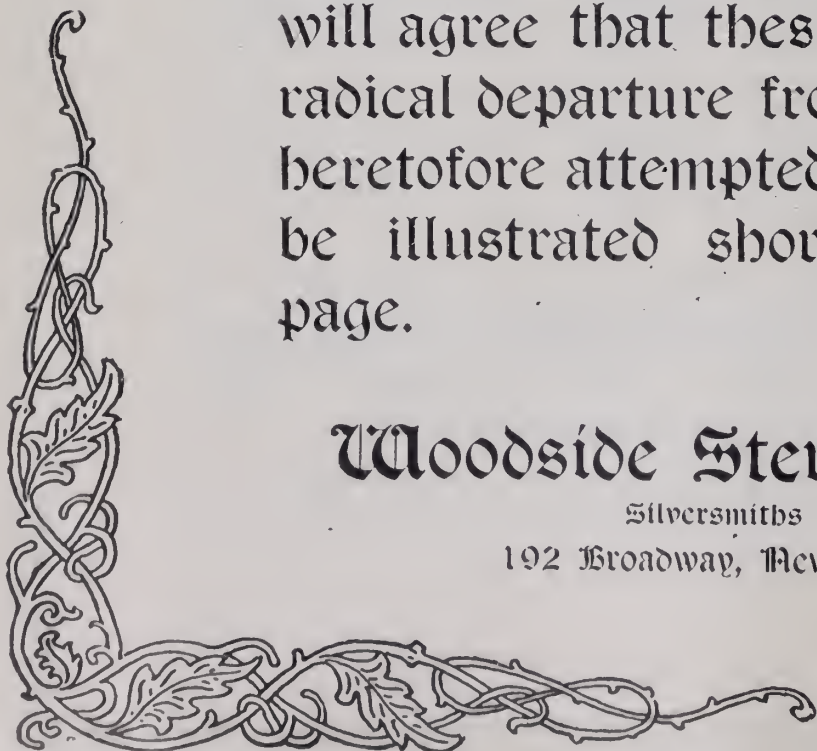 will agree that thes
radical departure fro
heretofore attempted
be illustrated shor
page.
Woodside Ster
Silversmiths
192 Broadway, New